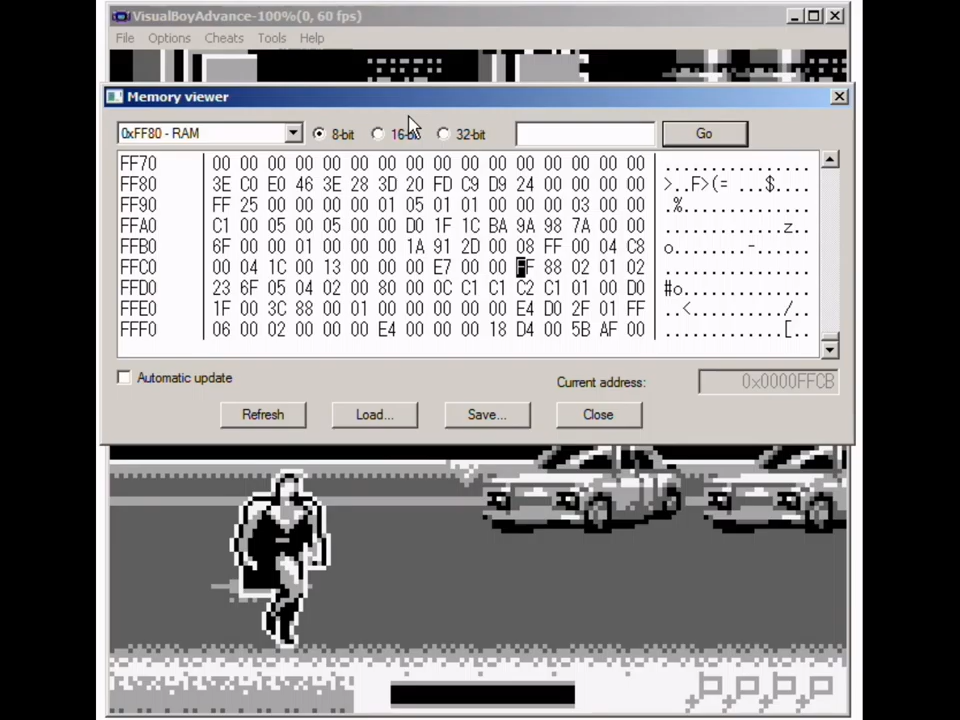 VisualBoyAdvance-100%(0, 60 fps)
File Options Cheats Tools Help
Memory viewer
0xFF80 - RAM 8-bit 16-bit 32-bit Go
FF70 00 00 00 00 00 00 00 00 00 00 00 00 00 00 00 00 ................
FF80 3E C0 E0 46 3E 28 3D 20 FD C9 D9 24 00 00 00 00 >..F>(= ...$....
FF90 FF 25 00 00 00 00 01 05 01 01 00 00 00 03 00 00 .%..............
FFA0 C1 00 05 00 05 00 00 D0 1F 1C BA 9A 98 7A 00 00 .............z..
FFB0 6F 00 00 01 00 00 00 1A 91 2D 00 08 FF 00 04 C8 o........-......
FFC0 00 04 1C 00 13 00 00 00 E7 00 00 FF 88 02 01 02 ................
FFD0 23 6F 05 04 02 00 80 00 0C C1 C1 C2 C1 01 00 D0 #o..............
FFE0 1F 00 3C 88 00 01 00 00 00 00 E4 D0 2F 01 FF ..<........./..
FFF0 06 00 02 00 00 00 E4 00 00 00 18 D4 00 5B AF 00 .............[..
Automatic update
Current address: 0x0000FFCB
Refresh Load... Save... Close